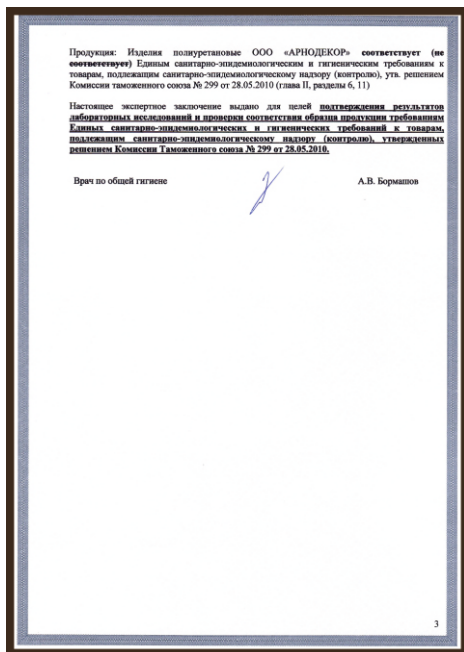 Продукция: Изделия полиуретановые ООО «АРНОДЕКОР» соответствует (не
соответствует) Единым санитарно-эпидемиологическим и гигиеническим требованиям к
товарам, подлежащим санитарно-эпидемиологическому надзору (контролю), утв. решением
Комиссии таможенного союза № 299 от 28.05.2010 (глава II, разделы 6, 11)
Настоящее экспертное заключение выдано для целей подтверждения результатов
лабораторных исследований и проверки соответствия образца продукции требованиям
Единых санитарно-эпидемиологических и гигиенических требований к товарам,
подлежащим санитарно-эпидемиологическому надзору (контролю), утвержденных
решением Комиссии Таможенного союза № 299 от 28.05.2010.
Врач по общей гигиене А.В. Бормашов
3